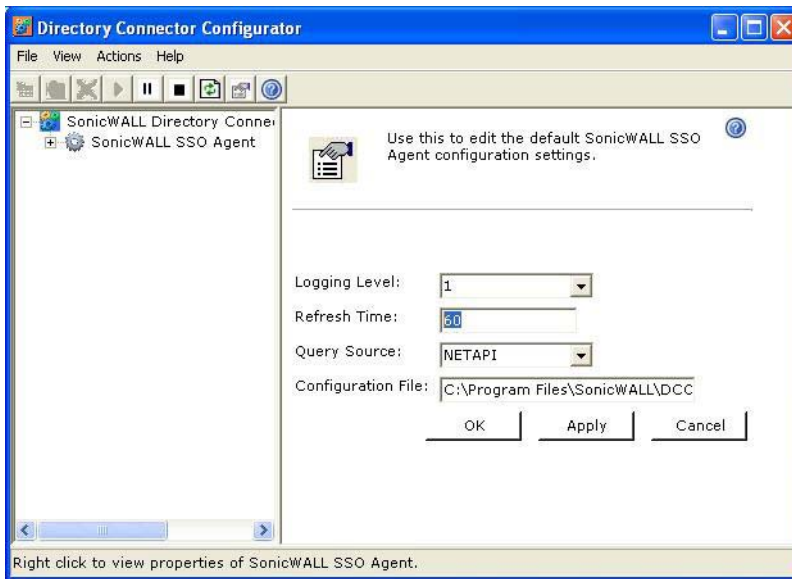 Directory Connector Configurator
File View Actions Help
SonicWALL Directory Conne
SonicWALL SSO Agent
Use this to edit the default SonicWALL SSO
Agent configuration settings.
Logging Level: 1
Refresh Time: 60
Query Source: NETAPI
Configuration File: C:\Program Files\SonicWALL\DCC
OK Apply Cancel
Right click to view properties of SonicWALL SSO Agent.